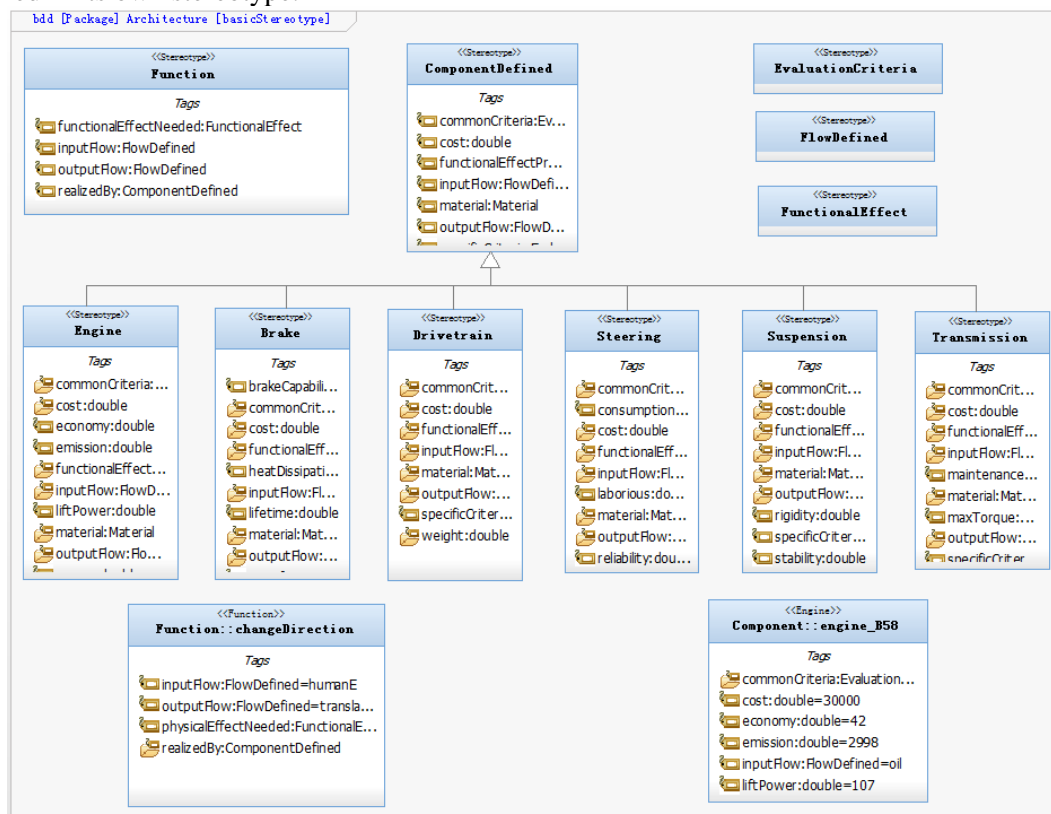 bdd [Package] Architecture [basicStereotype]
<<Stereotype>>
Function
Tags
functionalEffectNeeded:FunctionalEffect
inputFlow:FlowDefined
outputFlow:FlowDefined
realizedBy:ComponentDefined
<<Stereotype>>
ComponentDefined
Tags
commonCriteria:Ev...
cost:double
functionalEffectPr...
inputFlow:FlowDefi...
material:Material
outputFlow:FlowD...
<<Stereotype>>
EvaluationCriteria
<<Stereotype>>
FlowDefined
<<Stereotype>>
FunctionalEffect
<<Stereotype>>
Engine
Tags
commonCriteria:...
cost:double
economy:double
emission:double
functionalEffect...
inputFlow:FlowD...
liftPower:double
material:Material
outputFlow:Flo...
<<Stereotype>>
Brake
Tags
brakeCapabili...
commonCrit...
cost:double
functionalEff...
heatDissipati...
inputFlow:Fl...
lifetime:double
material:Mat...
outputFlow:...
<<Stereotype>>
Drivetrain
Tags
commonCrit...
cost:double
functionalEff...
inputFlow:Fl...
material:Mat...
outputFlow:...
specificCriter...
weight:double
<<Stereotype>>
Steering
Tags
commonCrit...
consumption...
cost:double
functionalEff...
inputFlow:Fl...
laborious:do...
material:Mat...
outputFlow:...
reliability:dou...
<<Stereotype>>
Suspension
Tags
commonCrit...
cost:double
functionalEff...
inputFlow:Fl...
material:Mat...
outputFlow:...
rigidity:double
specificCriter...
stability:double
<<Stereotype>>
Transmission
Tags
commonCrit...
cost:double
functionalEff...
inputFlow:Fl...
maintenance...
material:Mat...
maxTorque:...
outputFlow:...
specificCriter
<<Function>>
Function::changeDirection
Tags
inputFlow:FlowDefined=humanE
outputFlow:FlowDefined=transla...
physicalEffectNeeded:FunctionalE...
realizedBy:ComponentDefined
<<Engine>>
Component::engine_B58
Tags
commonCriteria:Evaluation...
cost:double=30000
economy:double=42
emission:double=2998
inputFlow:FlowDefined=oil
liftPower:double=107